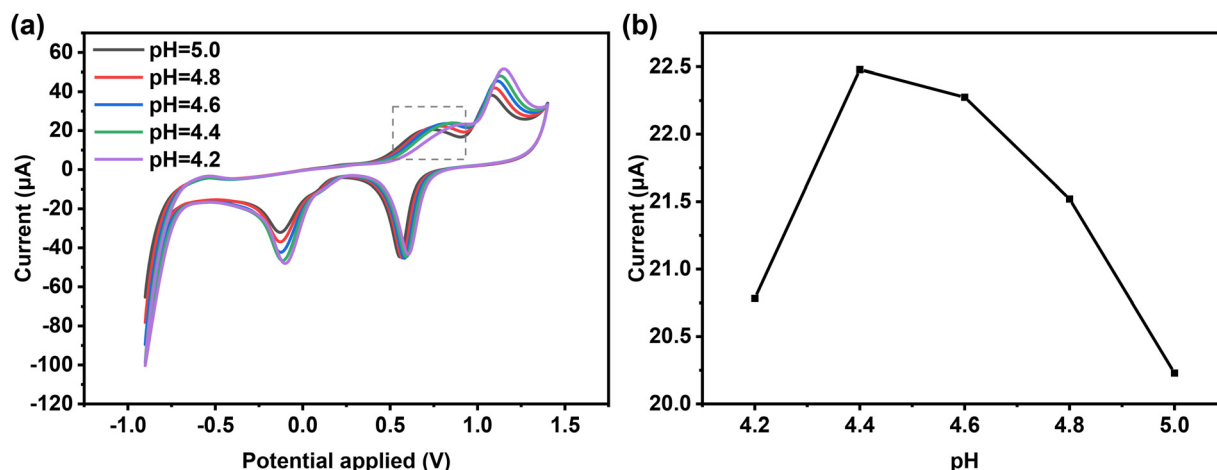 (a)
pH=5.0
pH=4.8
pH=4.6
pH=4.4
pH=4.2
Current (μA)
60
40
20
0
-20
-40
-60
-80
-100
-120
-1.0 -0.5 0.0 0.5 1.0 1.5
Potential applied (V)
(b)
Current (μA)
22.5
22.0
21.5
21.0
20.5
20.0
4.2 4.4 4.6 4.8 5.0
pH